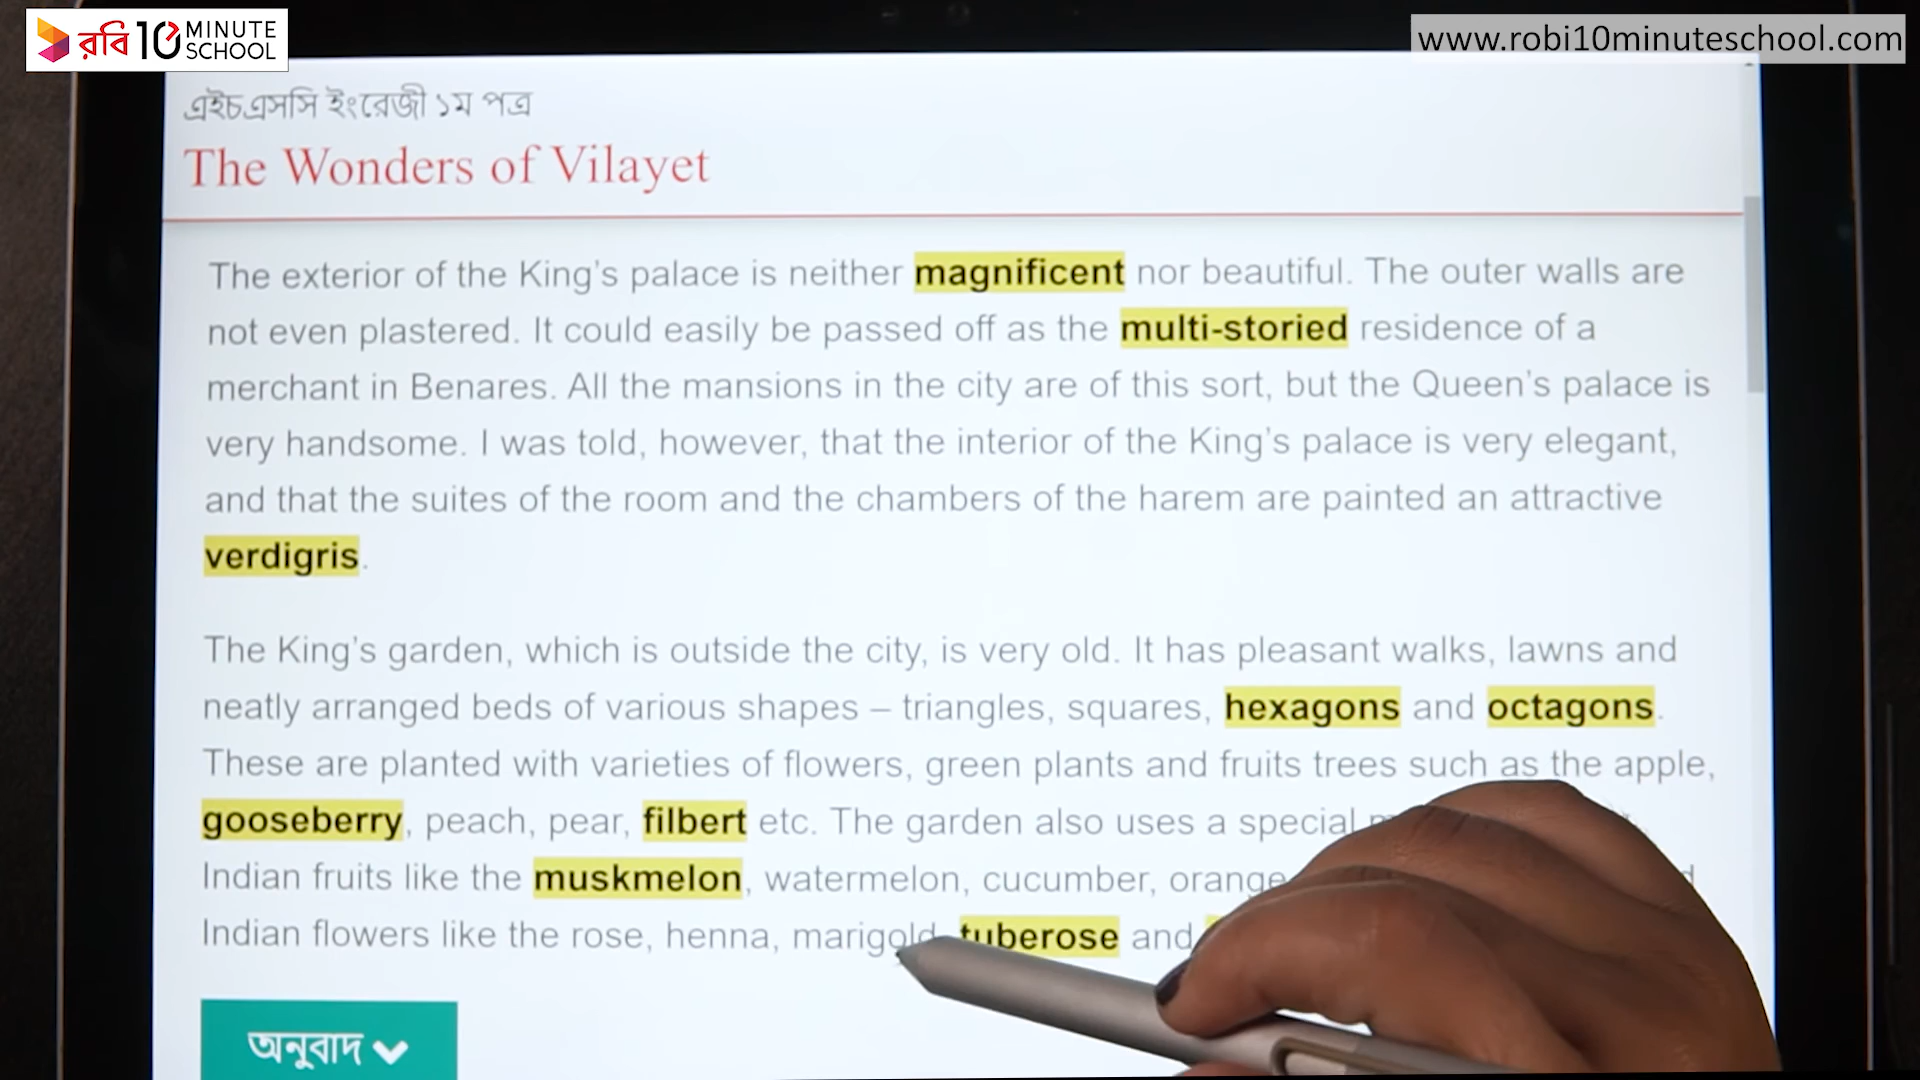 রবি 10 MINUTE SCHOOL
www.robi10minuteschool.com
এইচএসসি ইংরেজী ১ম পত্র
The Wonders of Vilayet
The exterior of the King's palace is neither magnificent nor beautiful. The outer walls are
not even plastered. It could easily be passed off as the multi-storied residence of a
merchant in Benares. All the mansions in the city are of this sort, but the Queen's palace is
very handsome. I was told, however, that the interior of the King's palace is very elegant,
and that the suites of the room and the chambers of the harem are painted an attractive
verdigris.
The King's garden, which is outside the city, is very old. It has pleasant walks, lawns and
neatly arranged beds of various shapes – triangles, squares, hexagons and octagons.
These are planted with varieties of flowers, green plants and fruits trees such as the apple,
gooseberry, peach, pear, filbert etc. The garden also uses a special
Indian fruits like the muskmelon, watermelon, cucumber, orange
Indian flowers like the rose, henna, marigold, tuberose and
অনুবাদ